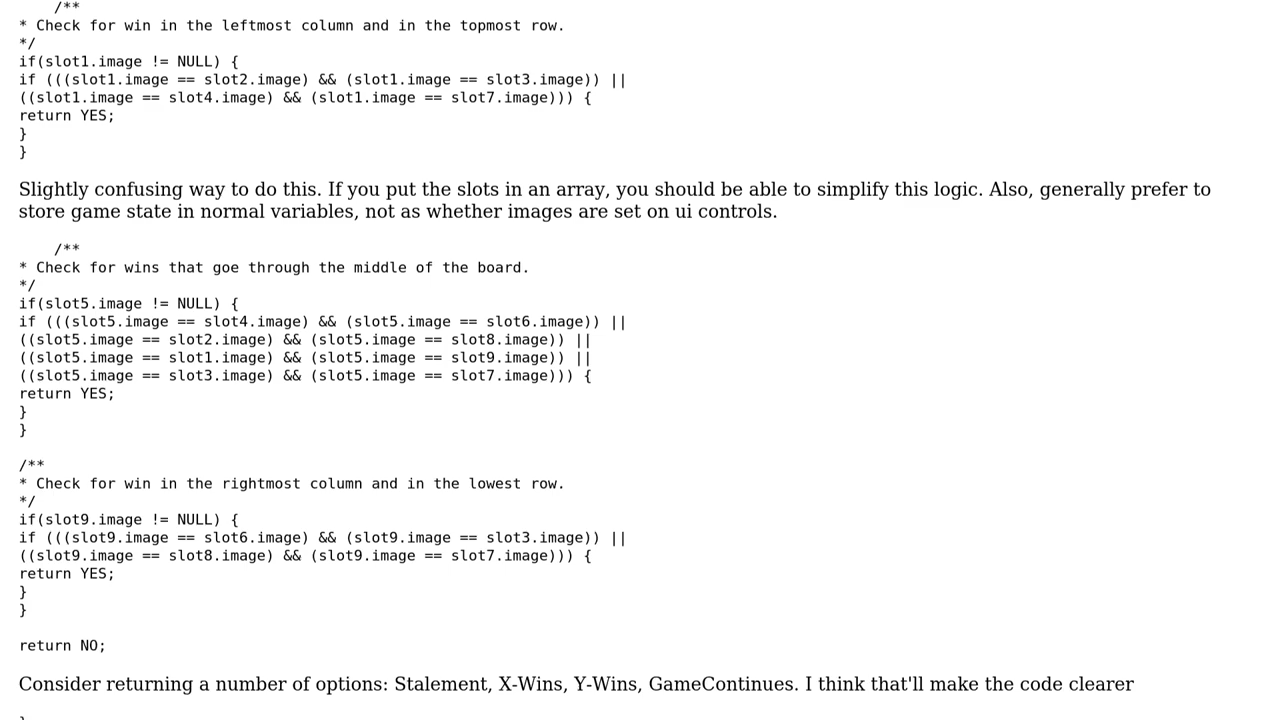 /**
* Check for win in the leftmost column and in the topmost row.
*/
if(slot1.image != NULL) {
if (((slot1.image == slot2.image) && (slot1.image == slot3.image)) ||
((slot1.image == slot4.image) && (slot1.image == slot7.image))) {
return YES;
}
}
Slightly confusing way to do this. If you put the slots in an array, you should be able to simplify this logic. Also, generally prefer to
store game state in normal variables, not as whether images are set on ui controls.
/**
* Check for wins that goe through the middle of the board.
*/
if(slot5.image != NULL) {
if (((slot5.image == slot4.image) && (slot5.image == slot6.image)) ||
((slot5.image == slot2.image) && (slot5.image == slot8.image)) ||
((slot5.image == slot1.image) && (slot5.image == slot9.image)) ||
((slot5.image == slot3.image) && (slot5.image == slot7.image))) {
return YES;
}
}
/**
* Check for win in the rightmost column and in the lowest row.
*/
if(slot9.image != NULL) {
if (((slot9.image == slot6.image) && (slot9.image == slot3.image)) ||
((slot9.image == slot8.image) && (slot9.image == slot7.image))) {
return YES;
}
}
return NO;
Consider returning a number of options: Stalement, X-Wins, Y-Wins, GameContinues. I think that'll make the code clearer
}